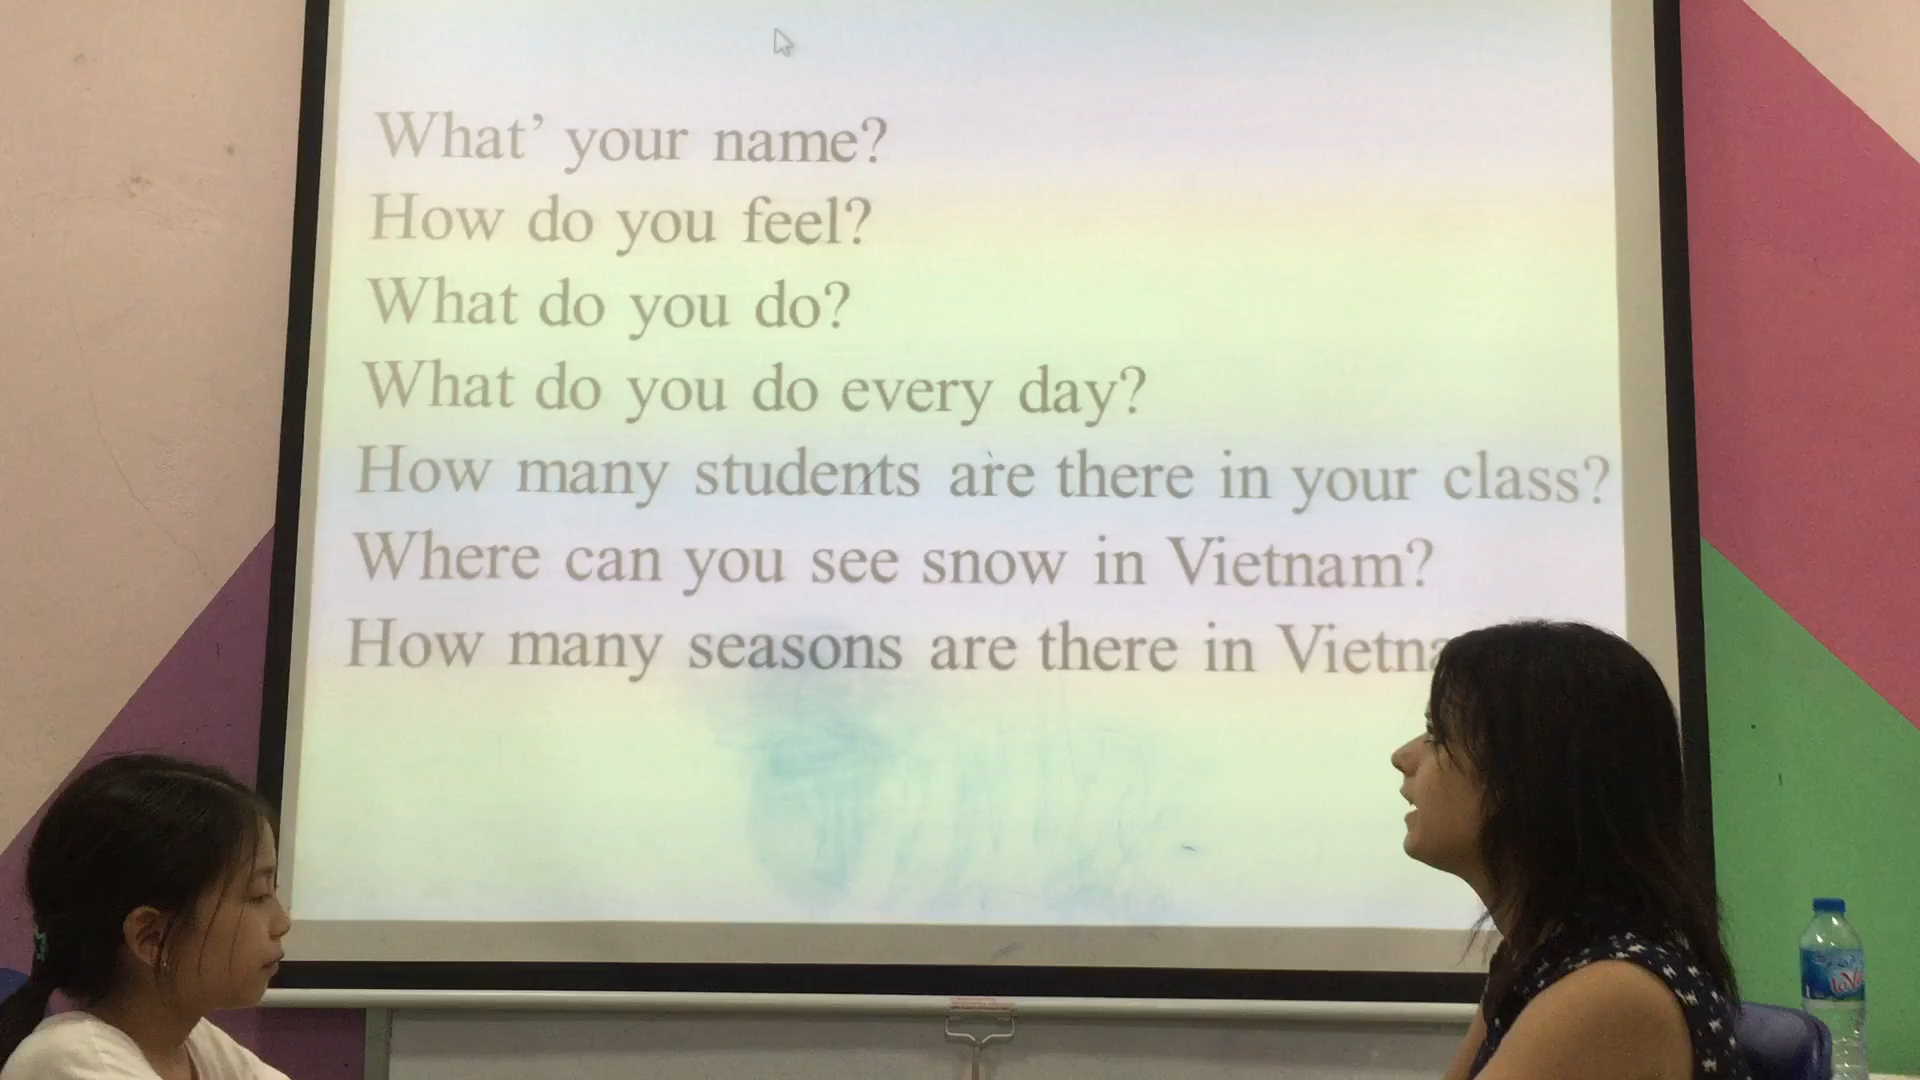 What' your name?
How do you feel?
What do you do?
What do you do every day?
How many students are there in your class?
Where can you see snow in Vietnam?
How many seasons are there in